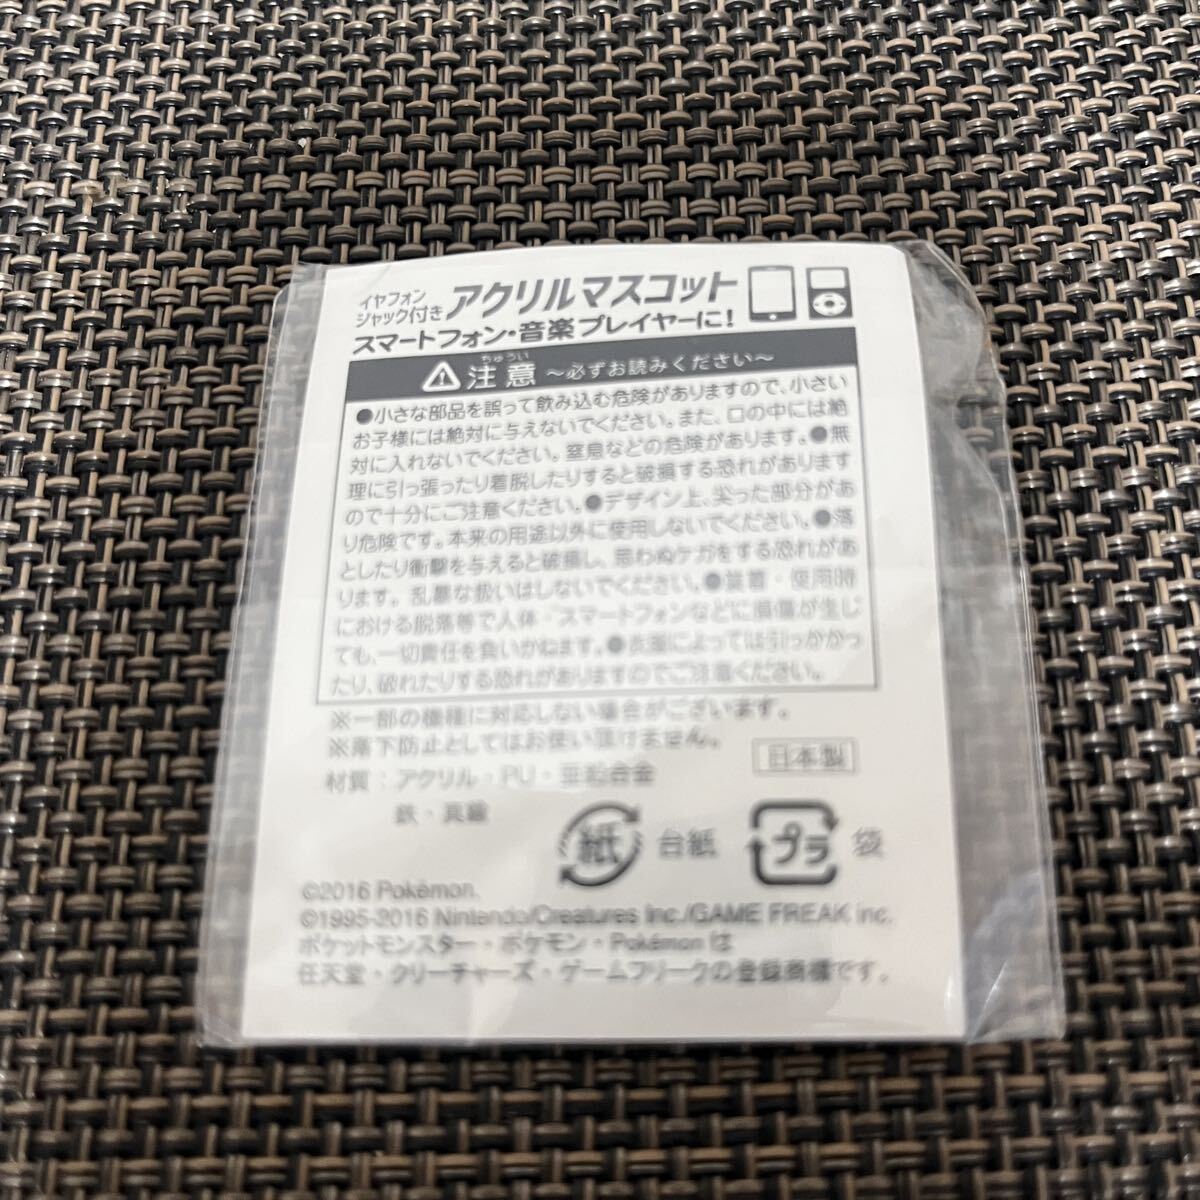 イヤフォン
ジャック付き アクリルマスコット
スマートフォン・音楽プレイヤーに!
ちゅうい
注意 〜必ずお読みください〜
●小さな部品を誤って飲み込む危険がありますので、小さい
お子様には絶対に与えないでください。また、口の中には絶
対に入れないでください。窒息などの危険があります。●無
理に引っ張ったり着脱したりすると破損する恐れがあります
ので十分にご注意ください。●デザイン上、尖った部分があ
り危険です。本来の用途以外に使用しないでください。●落
としたり衝撃を与えると破損し、思わぬケガをする恐れがあ
ります。乱暴な扱いはしないでください。●装着・使用時
における脱落等で人体・スマートフォンなどに損傷が生じ
ても、一切責任を負いかねます。●衣服によっては引っかかっ
たり、破れたりする恐れがありますのでご注意ください。
※一部の機種に対応しない場合がございます。
※落下防止としてはお使い頂けません。
日本製
材質:アクリル・PU・亜鉛合金
鉄・真鍮
紙 台紙 プラ 袋
©2016 Pokémon.
©1995-2016 Nintendo/Creatures Inc./GAME FREAK inc.
ポケットモンスター・ポケモン・Pokémonは
任天堂・クリーチャーズ・ゲームフリークの登録商標です。